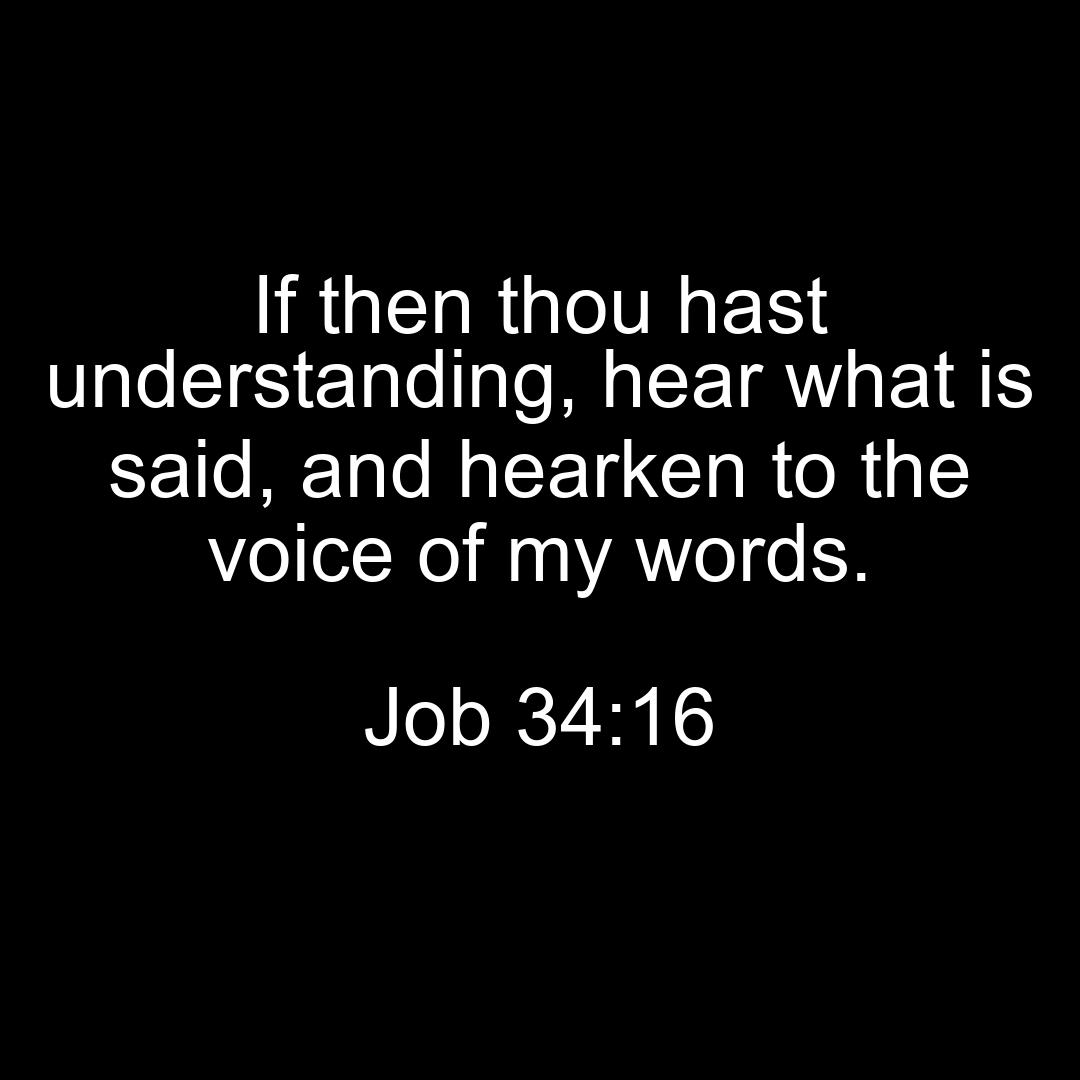 If then thou hast
understanding, hear what is
said, and hearken to the
voice of my words.
Job 34:16